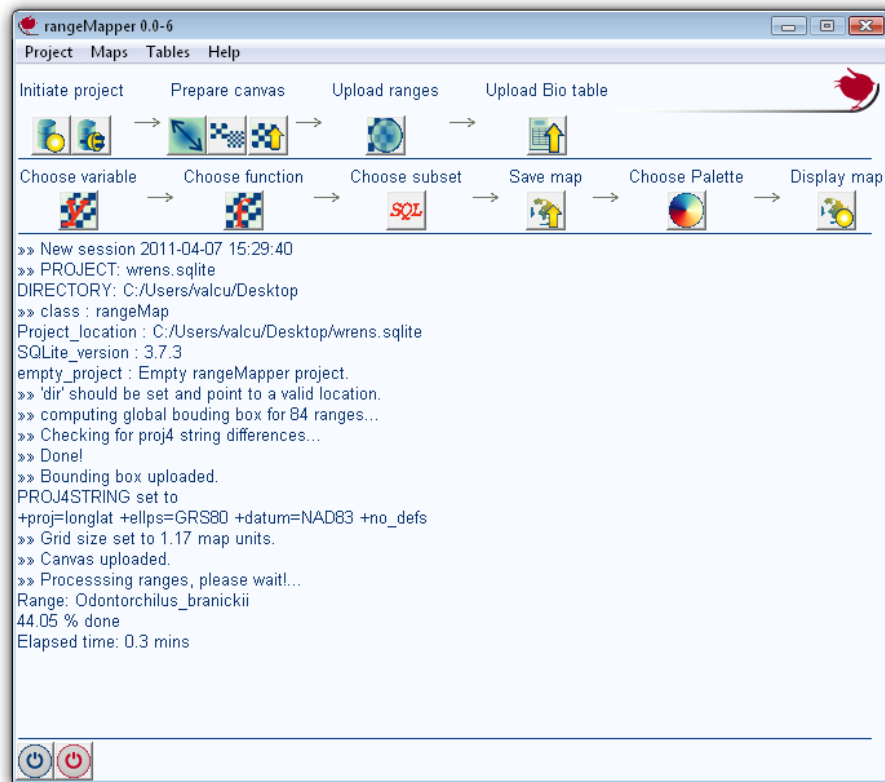 rangeMapper 0.0-6
Project Maps Tables Help
Initiate project Prepare canvas Upload ranges Upload Bio table
Choose variable Choose function Choose subset Save map Choose Palette Display map
y f SQL
»» New session 2011-04-07 15:29:40
»» PROJECT: wrens.sqlite
DIRECTORY: C:/Users/valcu/Desktop
»» class : rangeMap
Project_location : C:/Users/valcu/Desktop/wrens.sqlite
SQLite_version : 3.7.3
empty_project : Empty rangeMapper project.
»» 'dir' should be set and point to a valid location.
»» computing global bouding box for 84 ranges...
»» Checking for proj4 string differences...
»» Done!
»» Bounding box uploaded.
PROJ4STRING set to
+proj=longlat +ellps=GRS80 +datum=NAD83 +no_defs
»» Grid size set to 1.17 map units.
»» Canvas uploaded.
»» Processsing ranges, please wait!...
Range: Odontorchilus_branickii
44.05 % done
Elapsed time: 0.3 mins